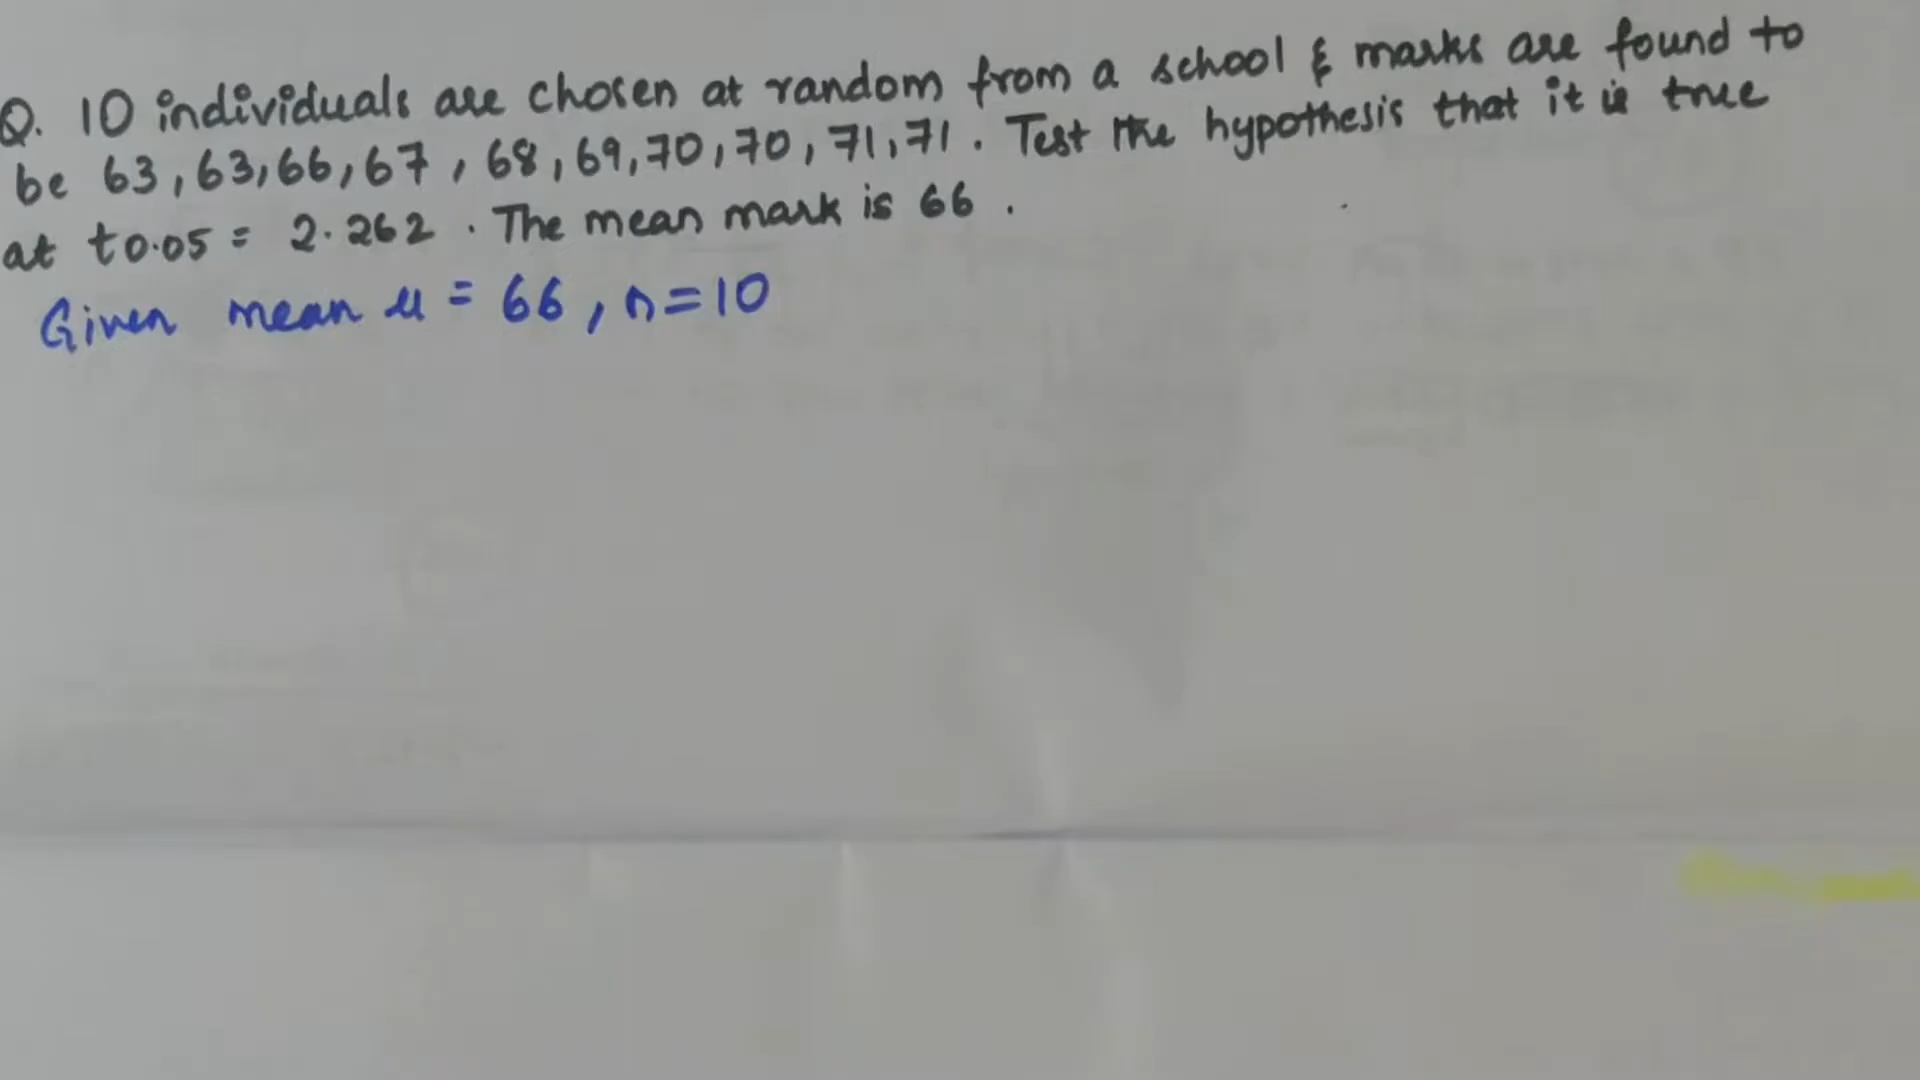 Q. 10 individuals are chosen at random from a school & marks are found to
be 63, 63, 66, 67, 68, 69, 70, 70, 71, 71. Test the hypothesis that it is true
at t0.05 = 2.262. The mean mark is 66.
Given mean μ = 66, n=10